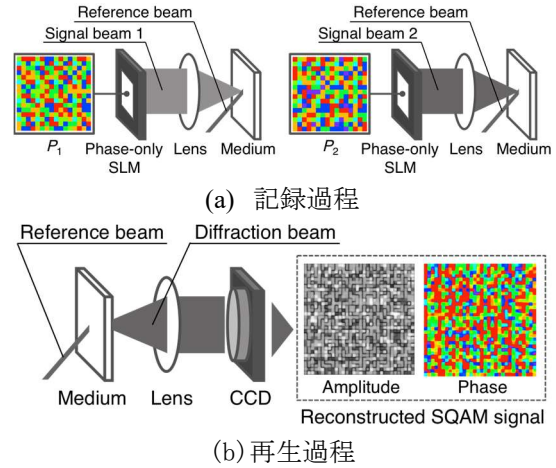 Reference beam
Signal beam 1
P1
Phase-only SLM
Lens
Medium
Reference beam
Signal beam 2
P2
Phase-only SLM
Lens
Medium
(a) 記録過程
Reference beam
Diffraction beam
Medium
Lens
CCD
Amplitude
Phase
Reconstructed SQAM signal
(b)再生過程